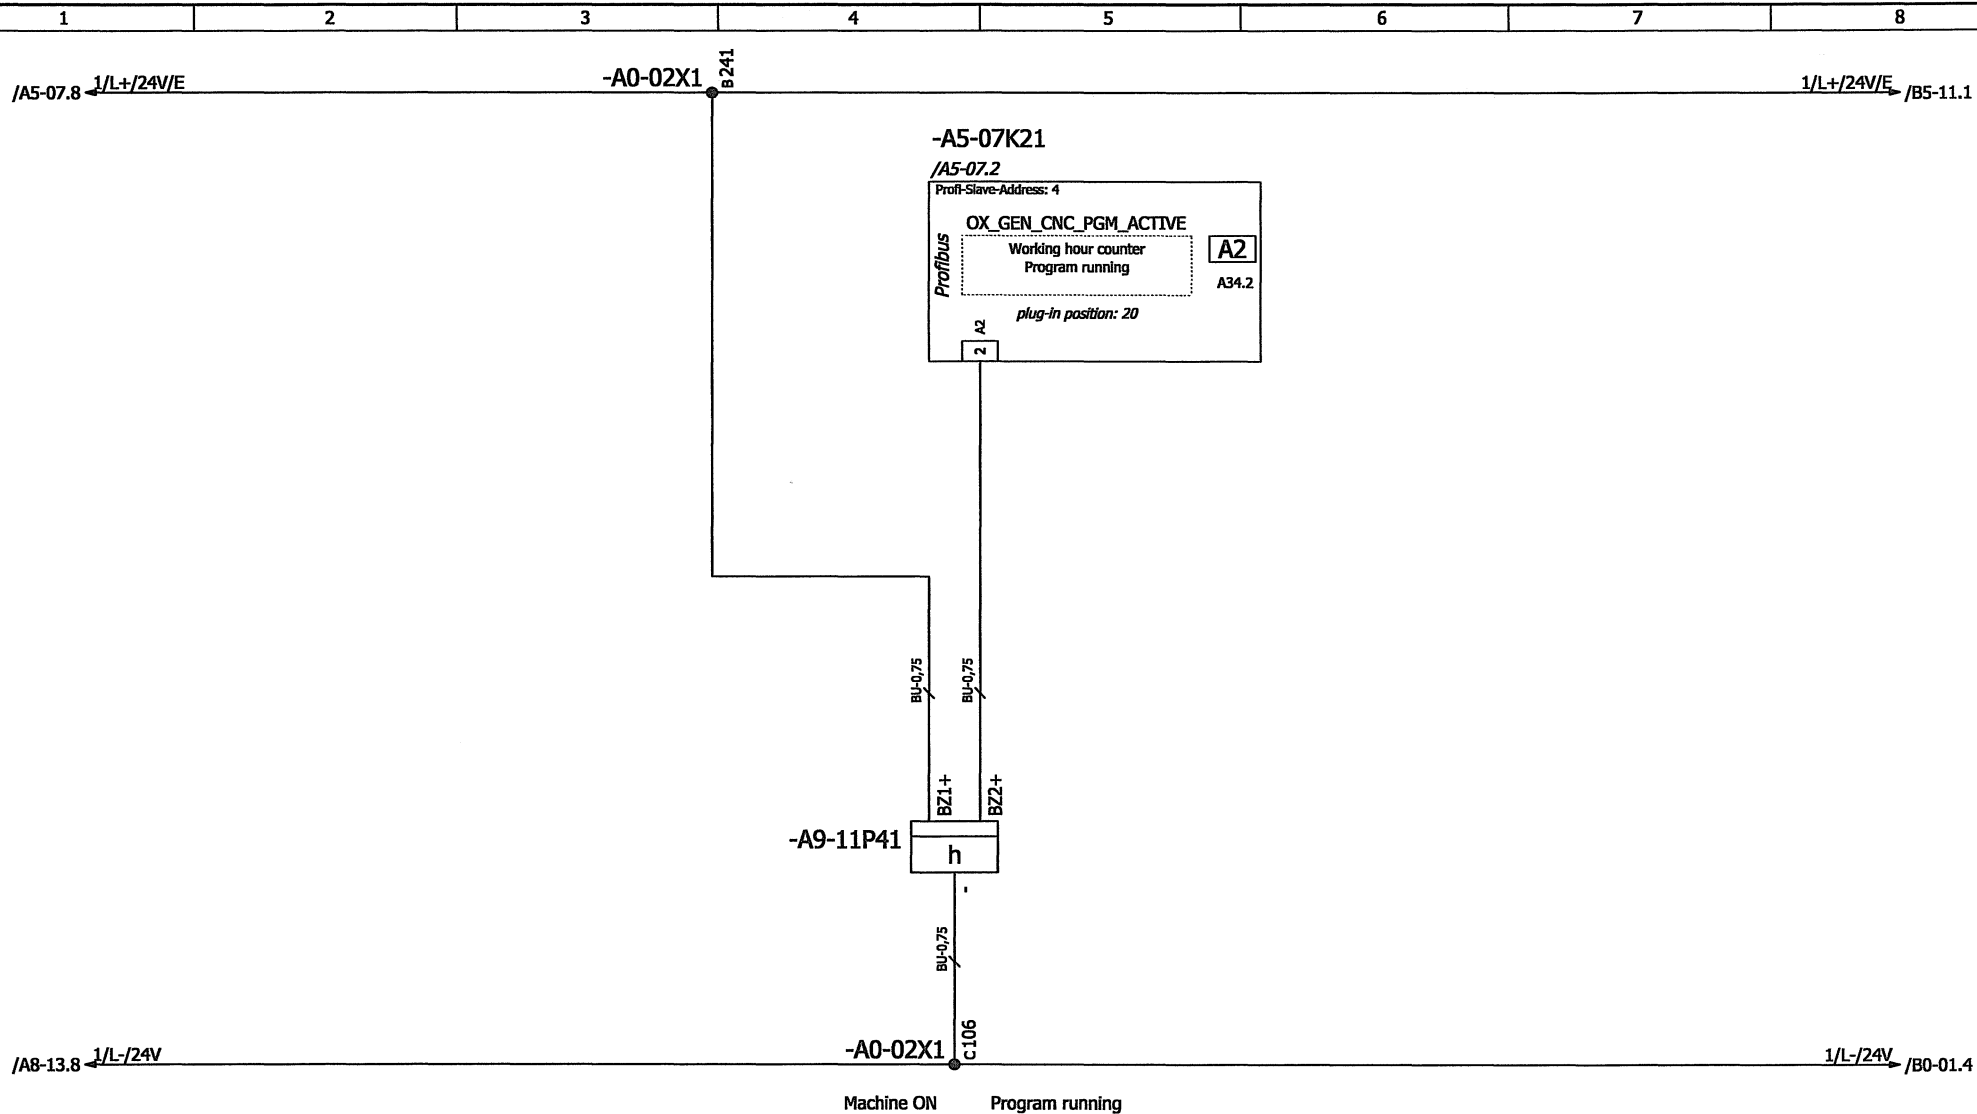 1 2 3 4 5 6 7 8
B241
-A0-02X1
/A5-07.8 1/L+/24V/E
1/L+/24V/E /B5-11.1
-A5-07K21
/A5-07.2
Profi-Slave-Address: 4
OX_GEN_CNC_PGM_ACTIVE
Profibus
Working hour counter
Program running
A2
A34.2
plug-in position: 20
A2
2
BU-0,75
BU-0,75
BZ1+
BZ2+
-A9-11P41
h
-
BU-0,75
-A0-02X1
C106
/A8-13.8 1/L-/24V
1/L-/24V /B0-01.4
Machine ON Program running